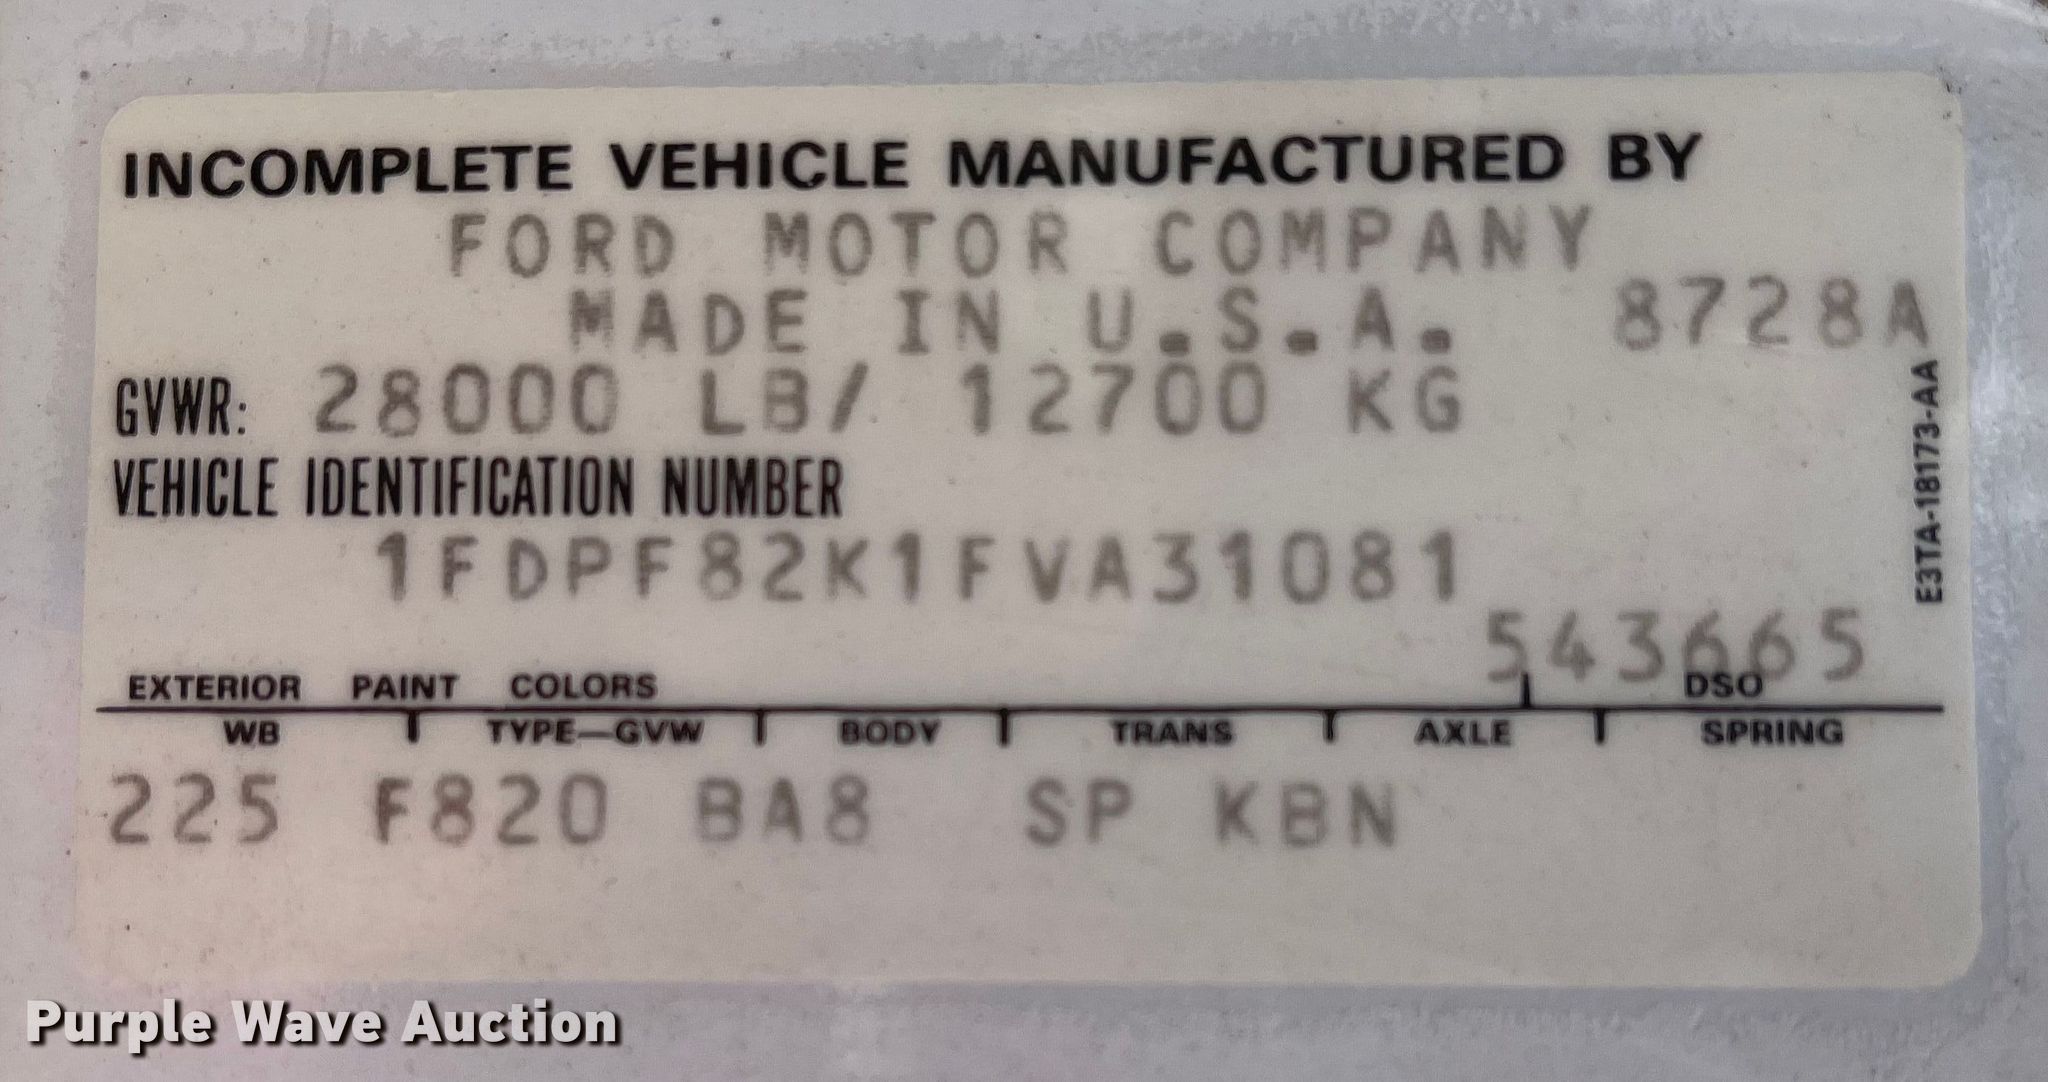 INCOMPLETE VEHICLE MANUFACTURED BY
FORD MOTOR COMPANY
MADE IN U.S.A. 8728A
GVWR: 28000 LB/ 12700 KG
VEHICLE IDENTIFICATION NUMBER
1FDPF82K1FVA31081
E3TA-18173-AA
543665
EXTERIOR PAINT COLORS DSO
WB TYPE-GVW BODY TRANS AXLE SPRING
225 F820 BA8 SP KBN
Purple Wave Auction